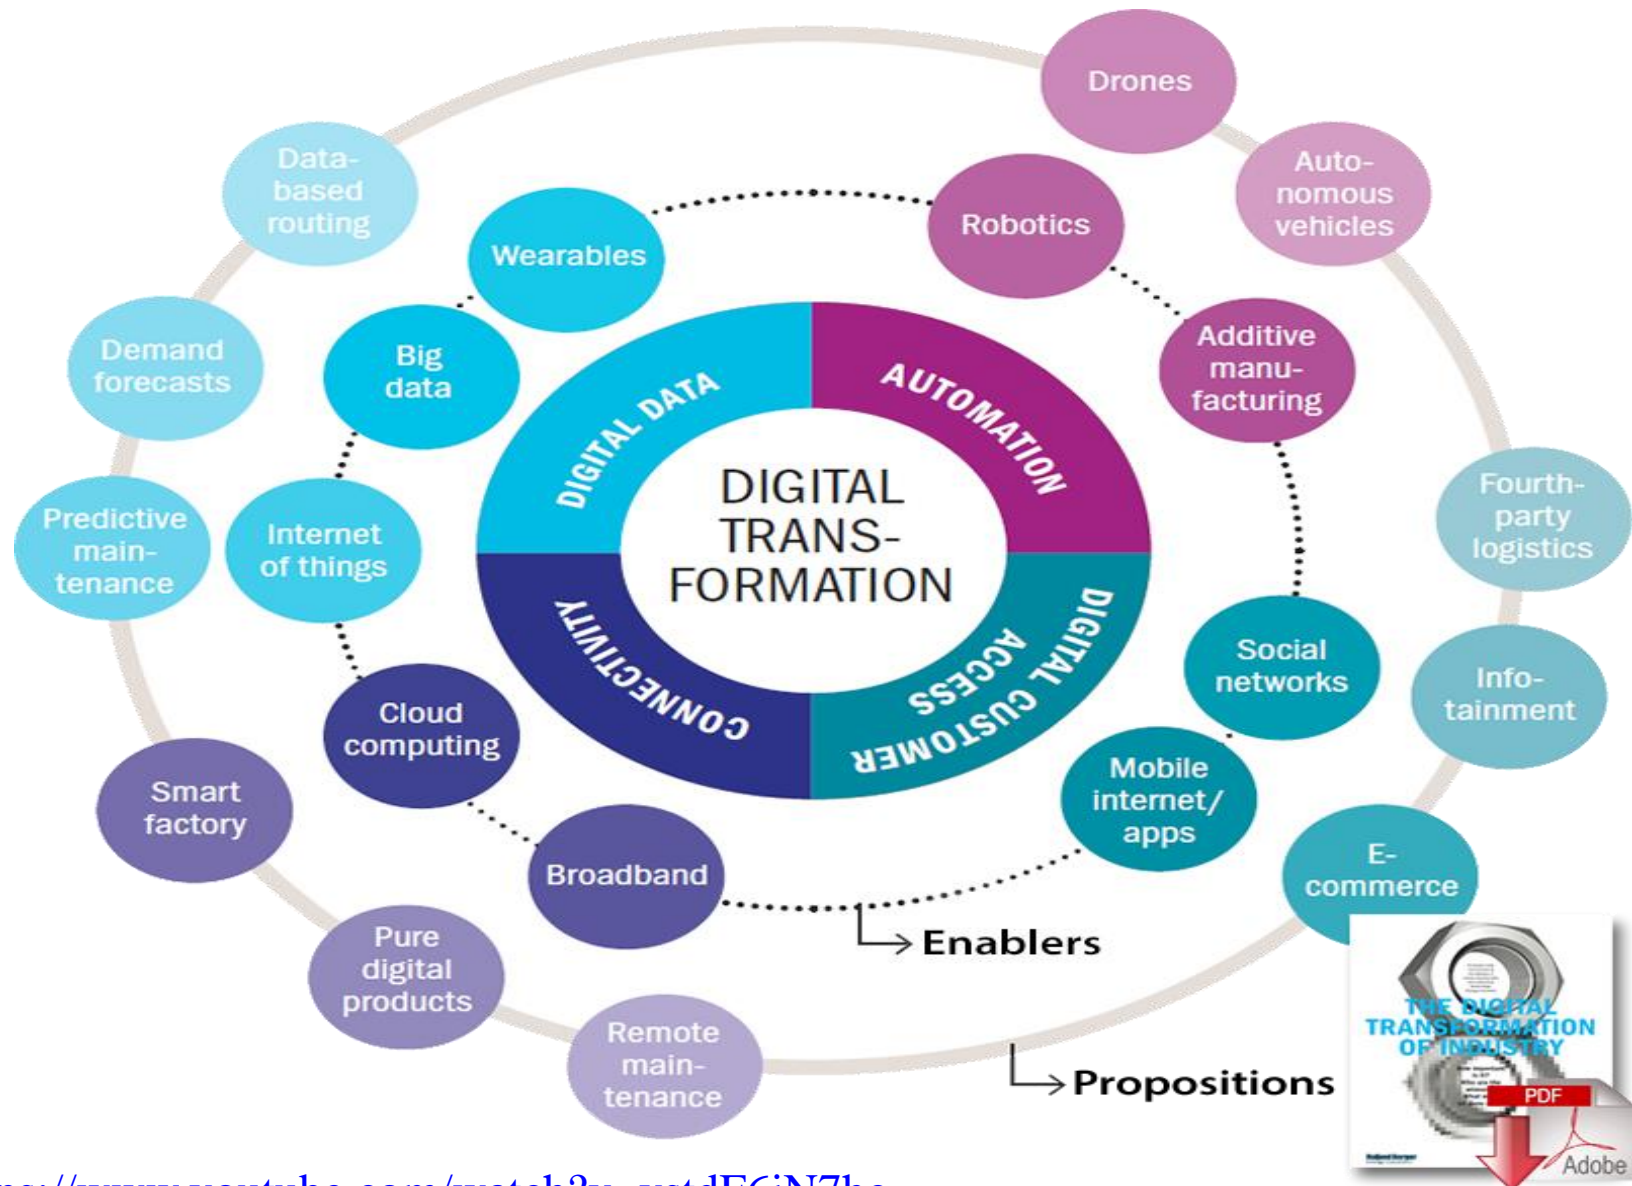 Drones
Data-
based
routing
Auto-
nomous
vehicles
Wearables
Robotics
Demand
forecasts
Big
data
Additive
manu-
facturing
DIGITAL DATA
AUTOMATION
DIGITAL
TRANS-
FORMATION
Predictive
main-
tenance
Internet
of things
Fourth-
party
logistics
CONNECTIVITY
DIGITAL CUSTOMER
ACCESS
Social
networks
Info-
tainment
Cloud
computing
Mobile
internet/
apps
Smart
factory
Broadband
E-
commerce
Enablers
Pure
digital
products
Remote
main-
tenance
Propositions
THE DIGITAL
TRANSFORMATION
OF INDUSTRY
PDF
Adobe